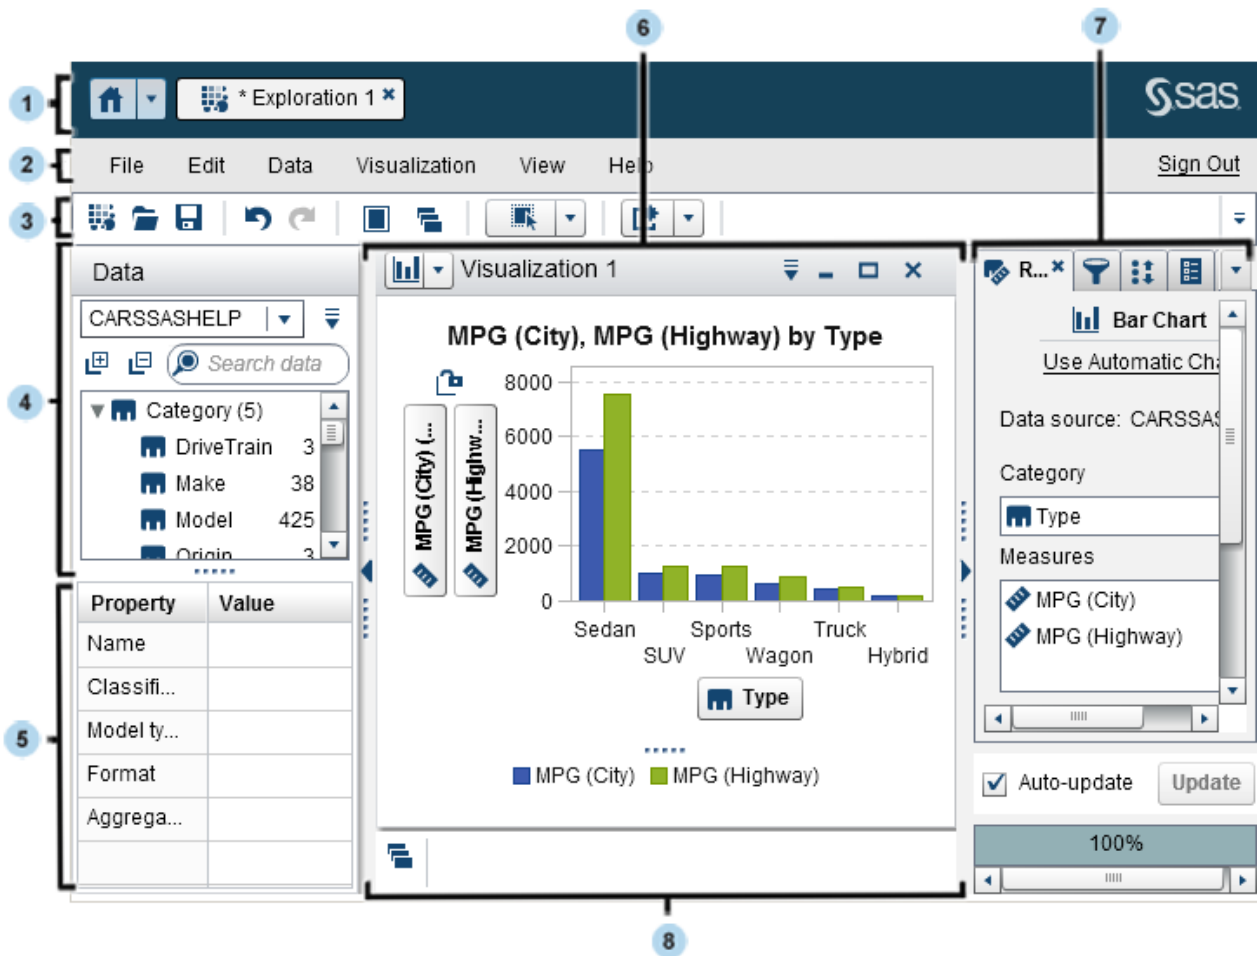 6
7
1
* Exploration 1
sas
2
File Edit Data Visualization View Help
Sign Out
3
4
Data
CARSSASHELP
Search data
Category (5)
DriveTrain 3
Make 38
Model 425
Origin 3
5
Property Value
Name
Classifi...
Model ty...
Format
Aggrega...
Visualization 1
MPG (City), MPG (Highway) by Type
MPG (City) (...
MPG (Highw...
8000
6000
4000
2000
0
Sedan
SUV
Sports
Wagon
Truck
Hybrid
Type
MPG (City) MPG (Highway)
8
R...
Bar Chart
Use Automatic Cha
Data source: CARSSAS
Category
Type
Measures
MPG (City)
MPG (Highway)
Auto-update Update
100%